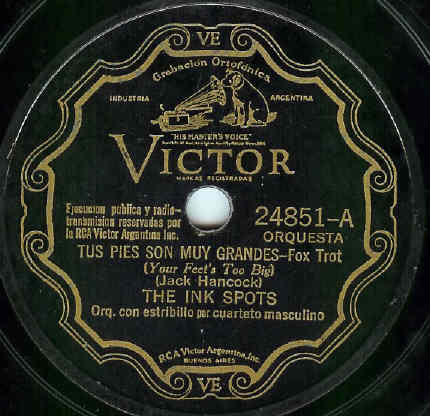 VE
Grabación Ortofónica
INDUSTRIA
ARGENTINA
"HIS MASTER'S VOICE"
VICTOR
MARCAS REGISTRADAS
Ejecucion publica y radio-
transmision reservadas por
la RCA Victor Argentina Inc.
24851-A
ORQUESTA
TUS PIES SON MUY GRANDES-Fox Trot
(Your Feet's Too Big)
(Jack Hancock)
THE INK SPOTS
Orq. con estribillo por cuarteto masculino
RCA Victor Argentina, Inc.
BUENOS AIRES
VE